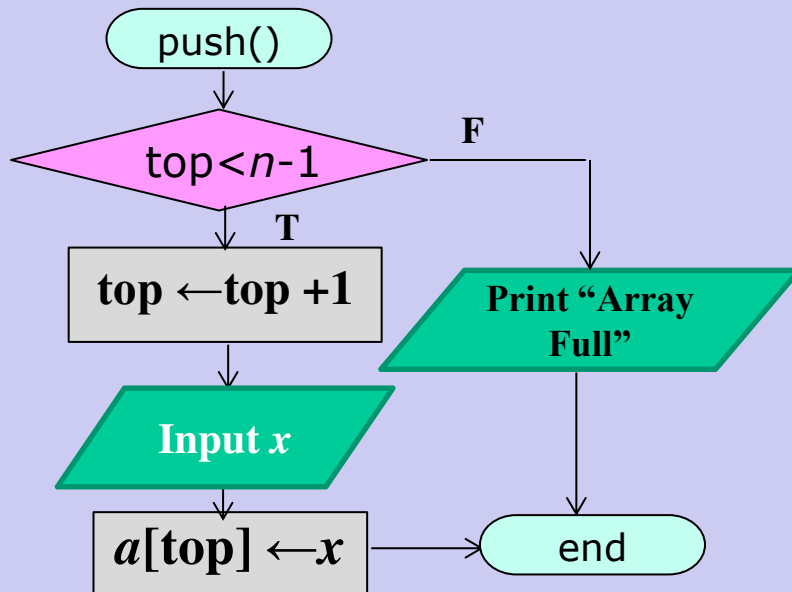 push()
top<n-1
F
T
top ←top +1
Print “Array
Full”
Input x
a[top] ←x
end